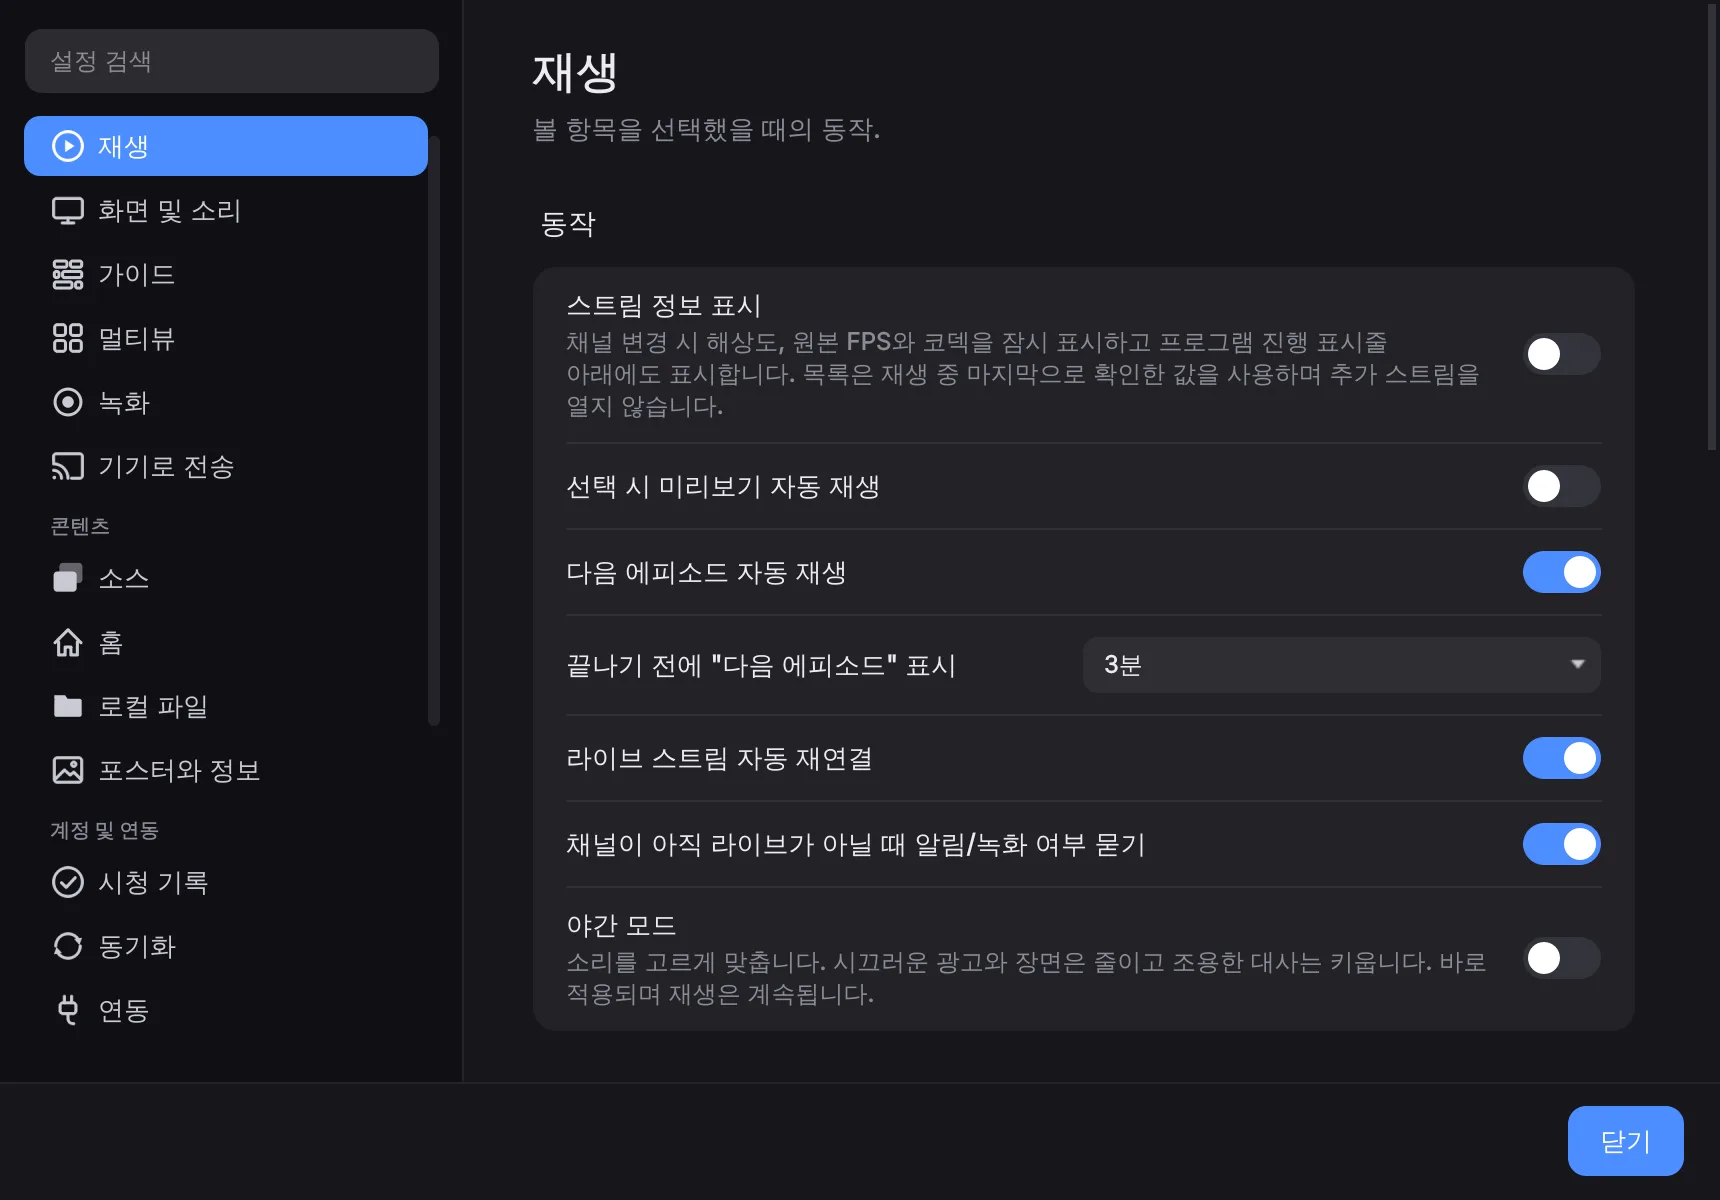 설정 검색
재생
화면 및 소리
가이드
멀티뷰
녹화
기기로 전송
콘텐츠
소스
홈
로컬 파일
포스터와 정보
계정 및 연동
시청 기록
동기화
연동
재생
볼 항목을 선택했을 때의 동작.
동작
스트림 정보 표시
채널 변경 시 해상도, 원본 FPS와 코덱을 잠시 표시하고 프로그램 진행 표시줄
아래에도 표시합니다. 목록은 재생 중 마지막으로 확인한 값을 사용하며 추가 스트림을
열지 않습니다.
선택 시 미리보기 자동 재생
다음 에피소드 자동 재생
끝나기 전에 "다음 에피소드" 표시
3분
라이브 스트림 자동 재연결
채널이 아직 라이브가 아닐 때 알림/녹화 여부 묻기
야간 모드
소리를 고르게 맞춥니다. 시끄러운 광고와 장면은 줄이고 조용한 대사는 키웁니다. 바로
적용되며 재생은 계속됩니다.
닫기